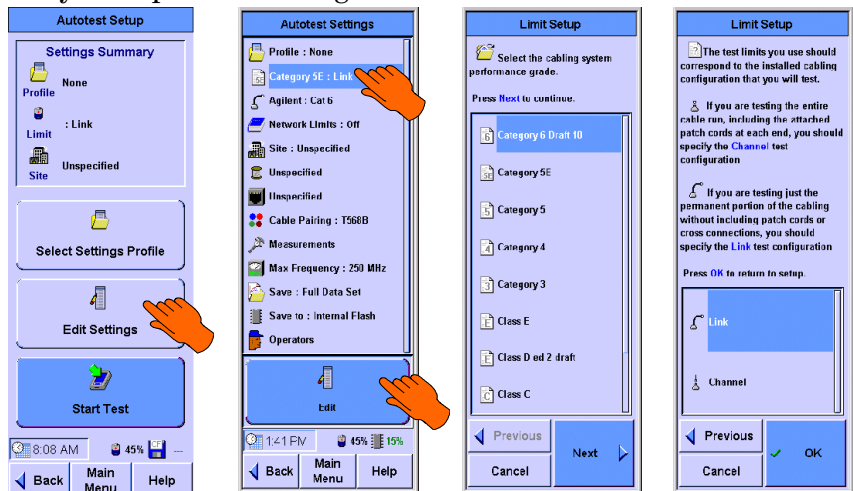 Autotest Setup
Settings Summary
Profile
None
Limit
: Link
Site
Unspecified
Select Settings Profile
Edit Settings
Start Test
8:08 AM
45%
CF
---
Back
Main
Menu
Help
Autotest Settings
Profile : None
5E
Category 5E : Link
Agilent : Cat 6
Network Limits : Off
Site : Unspecified
Unspecified
Unspecified
Cable Pairing : T568B
Measurements
Max Frequency : 250 MHz
Save : Full Data Set
Save to : Internal Flash
Operators
Edit
1:41 PM
45%
15%
Back
Main
Menu
Help
Limit Setup
Select the cabling system
performance grade.
Press Next to continue.
6
Category 6 Draft 10
5E
Category 5E
5
Category 5
4
Category 4
3
Category 3
E
Class E
E
Class D ed 2 draft
C
Class C
Previous
Next
Cancel
Limit Setup
The test limits you use should
correspond to the installed cabling
configuration that you will test.
If you are testing the entire
cable run, including the attached
patch cords at each end, you should
specify the Channel test
configuration
If you are testing just the
permanent portion of the cabling
without including patch cords or
cross connections, you should
specify the Link test configuration
Press OK to return to setup.
Link
Channel
Previous
OK
Cancel